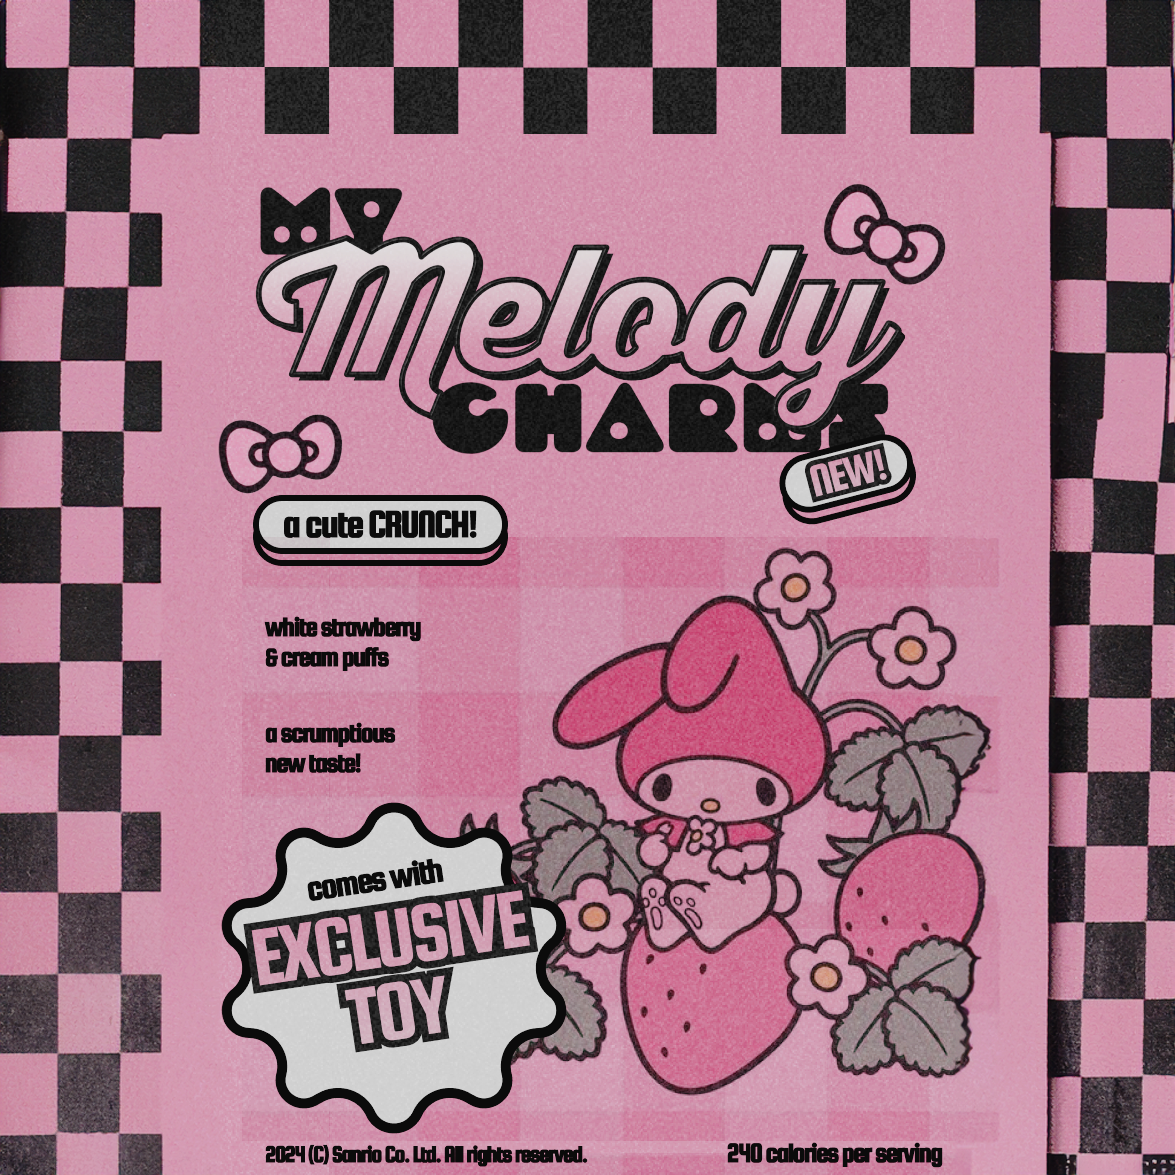 MY
Melody
CHARMS
NEW!
a cute CRUNCH!
white strawberry
& cream puffs
a scrumptious
new taste!
comes with
EXCLUSIVE
TOY
2024 (C) Sanrio Co. Ltd. All rights reserved.
240 calories per serving